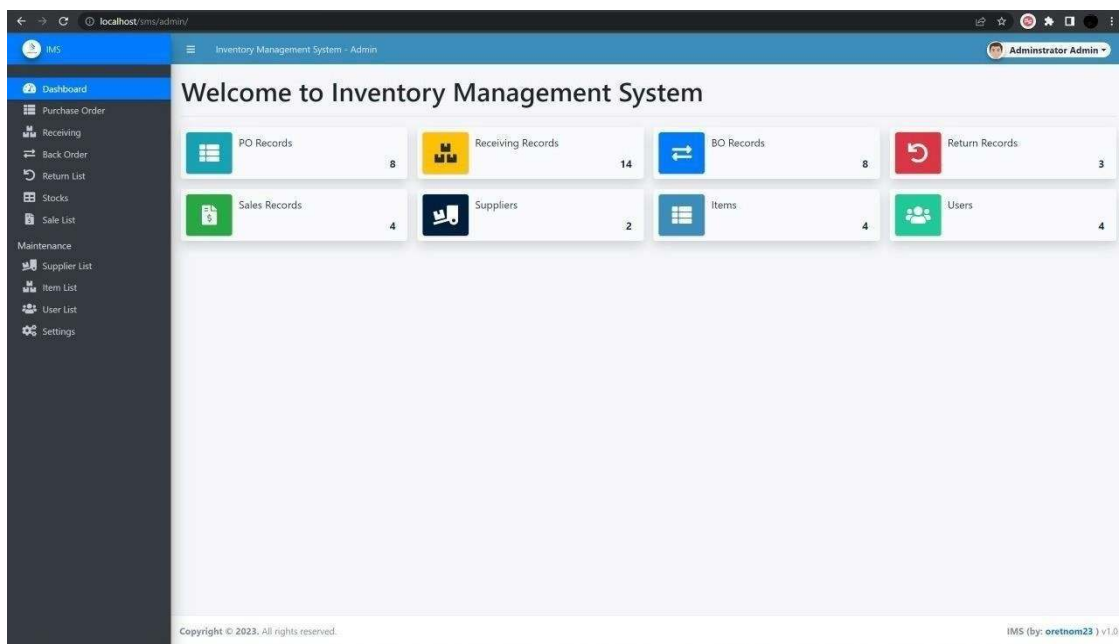 localhost/sms/admin/
IMS
Inventory Management System - Admin
Adminstrator Admin
Dashboard
Purchase Order
Receiving
Back Order
Return List
Stocks
Sale List
Maintenance
Supplier List
Item List
User List
Settings
Welcome to Inventory Management System
PO Records
8
Receiving Records
14
BO Records
8
Return Records
3
Sales Records
4
Suppliers
2
Items
4
Users
4
Copyright © 2023. All rights reserved.
IMS (by: oretnom23 ) v1.0